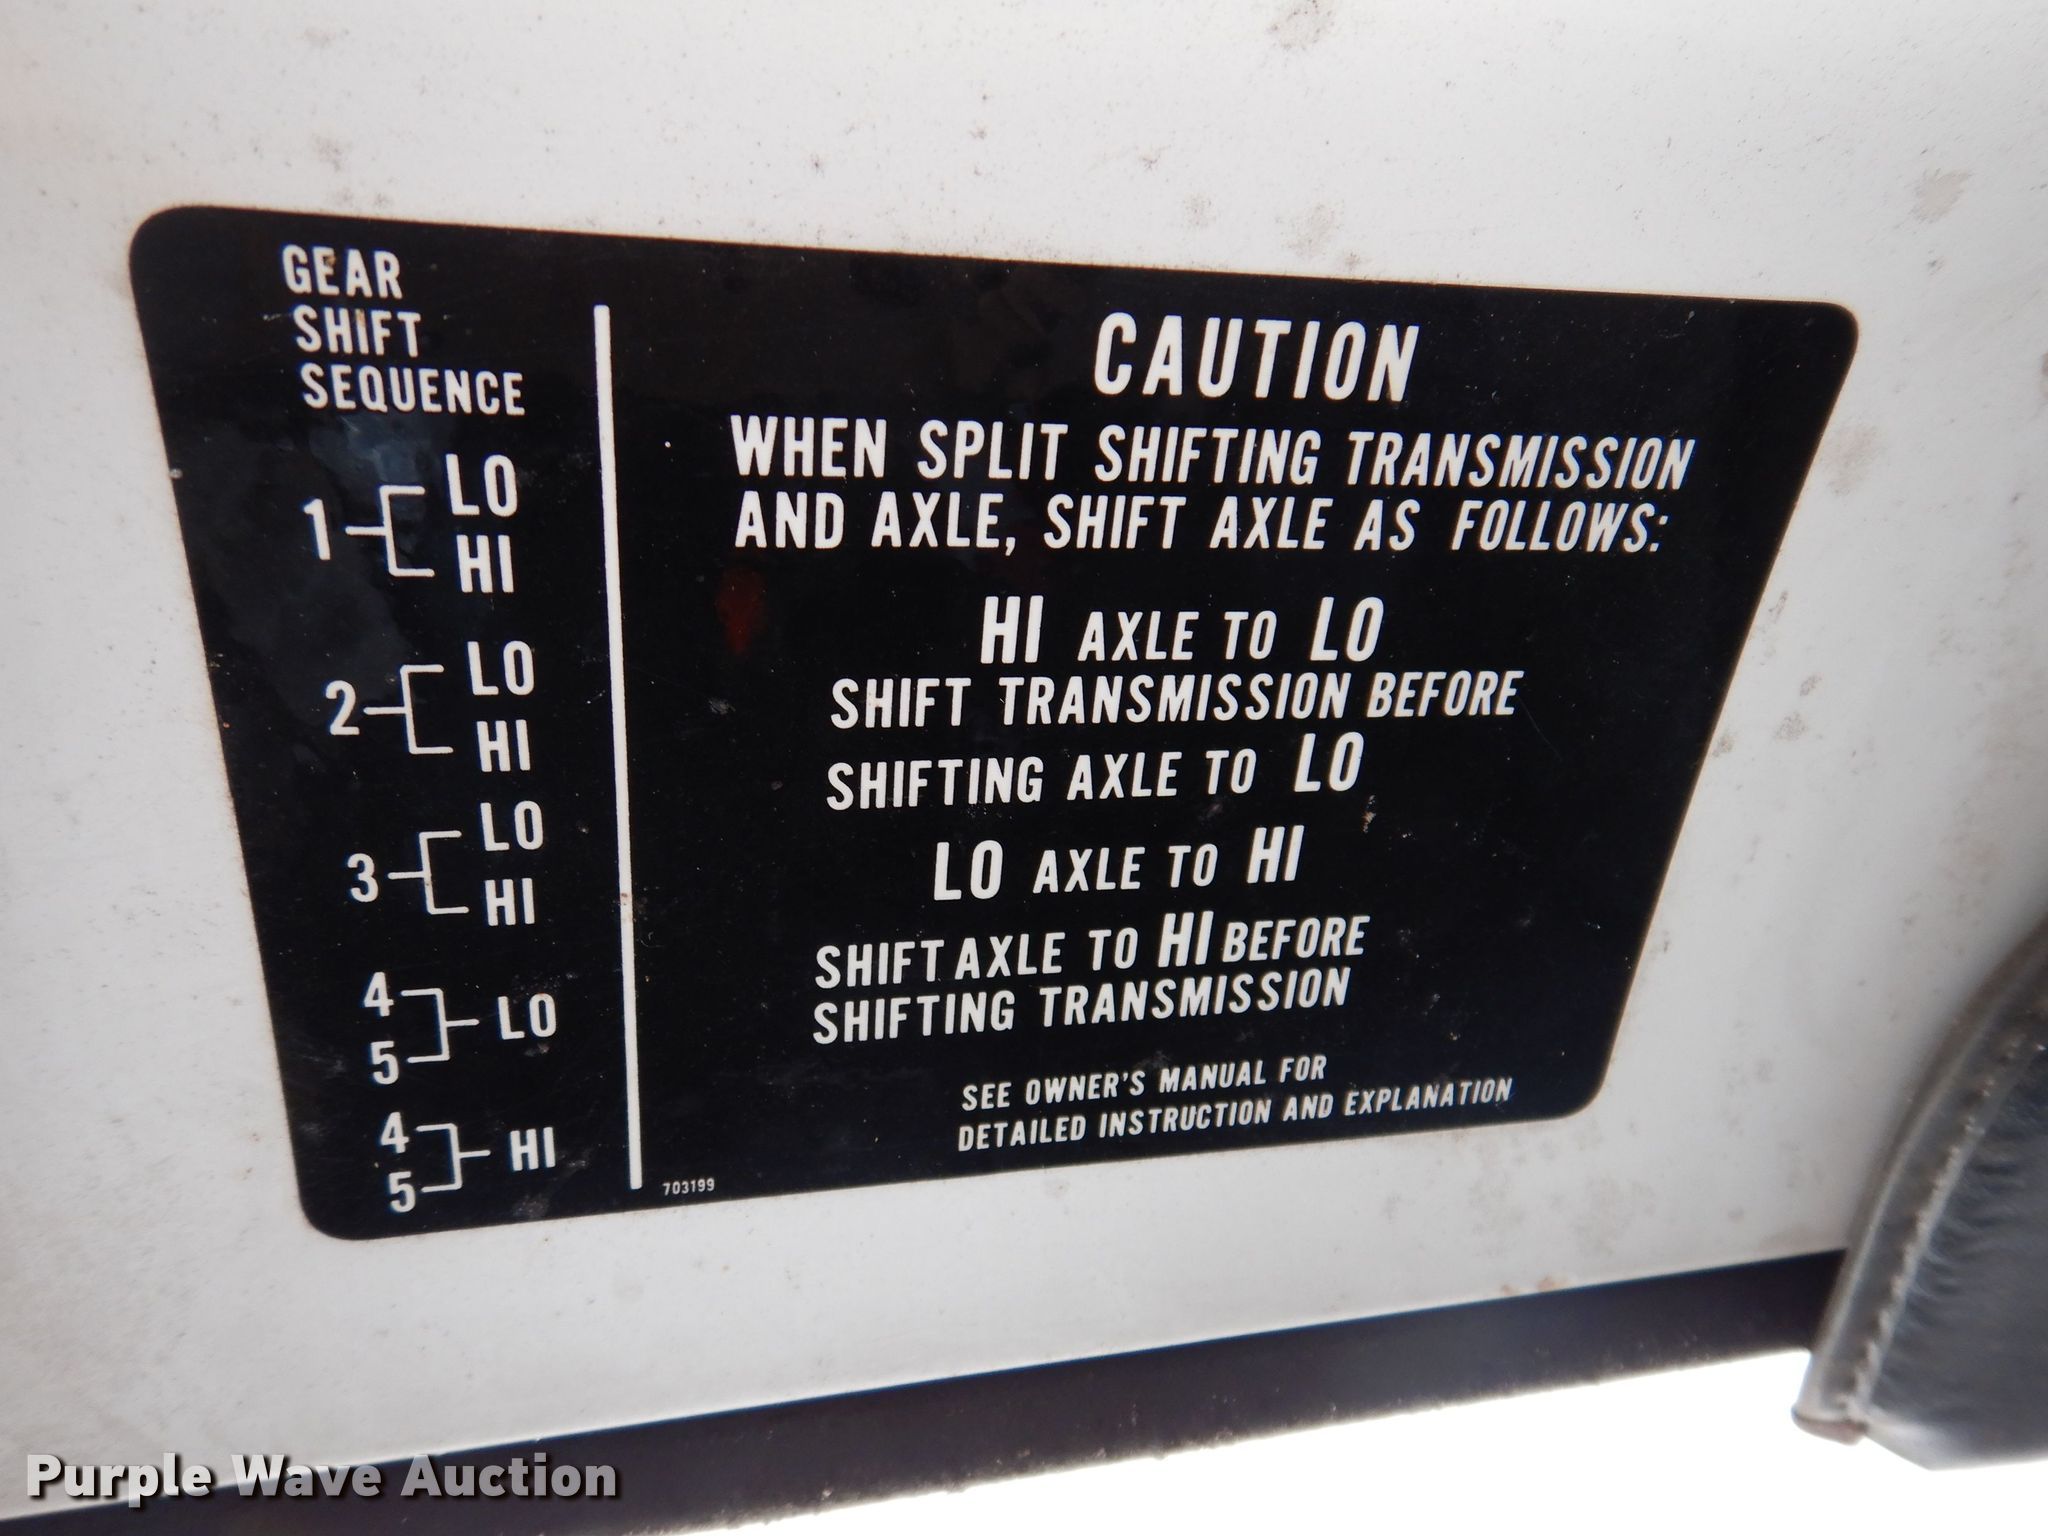 GEAR
SHIFT
SEQUENCE
1 LO
HI
2 LO
HI
3 LO
HI
4
5 LO
4
5 HI
CAUTION
WHEN SPLIT SHIFTING TRANSMISSION
AND AXLE, SHIFT AXLE AS FOLLOWS:
HI AXLE TO LO
SHIFT TRANSMISSION BEFORE
SHIFTING AXLE TO LO
LO AXLE TO HI
SHIFT AXLE TO HI BEFORE
SHIFTING TRANSMISSION
SEE OWNER'S MANUAL FOR
DETAILED INSTRUCTION AND EXPLANATION
703199
Purple Wave Auction